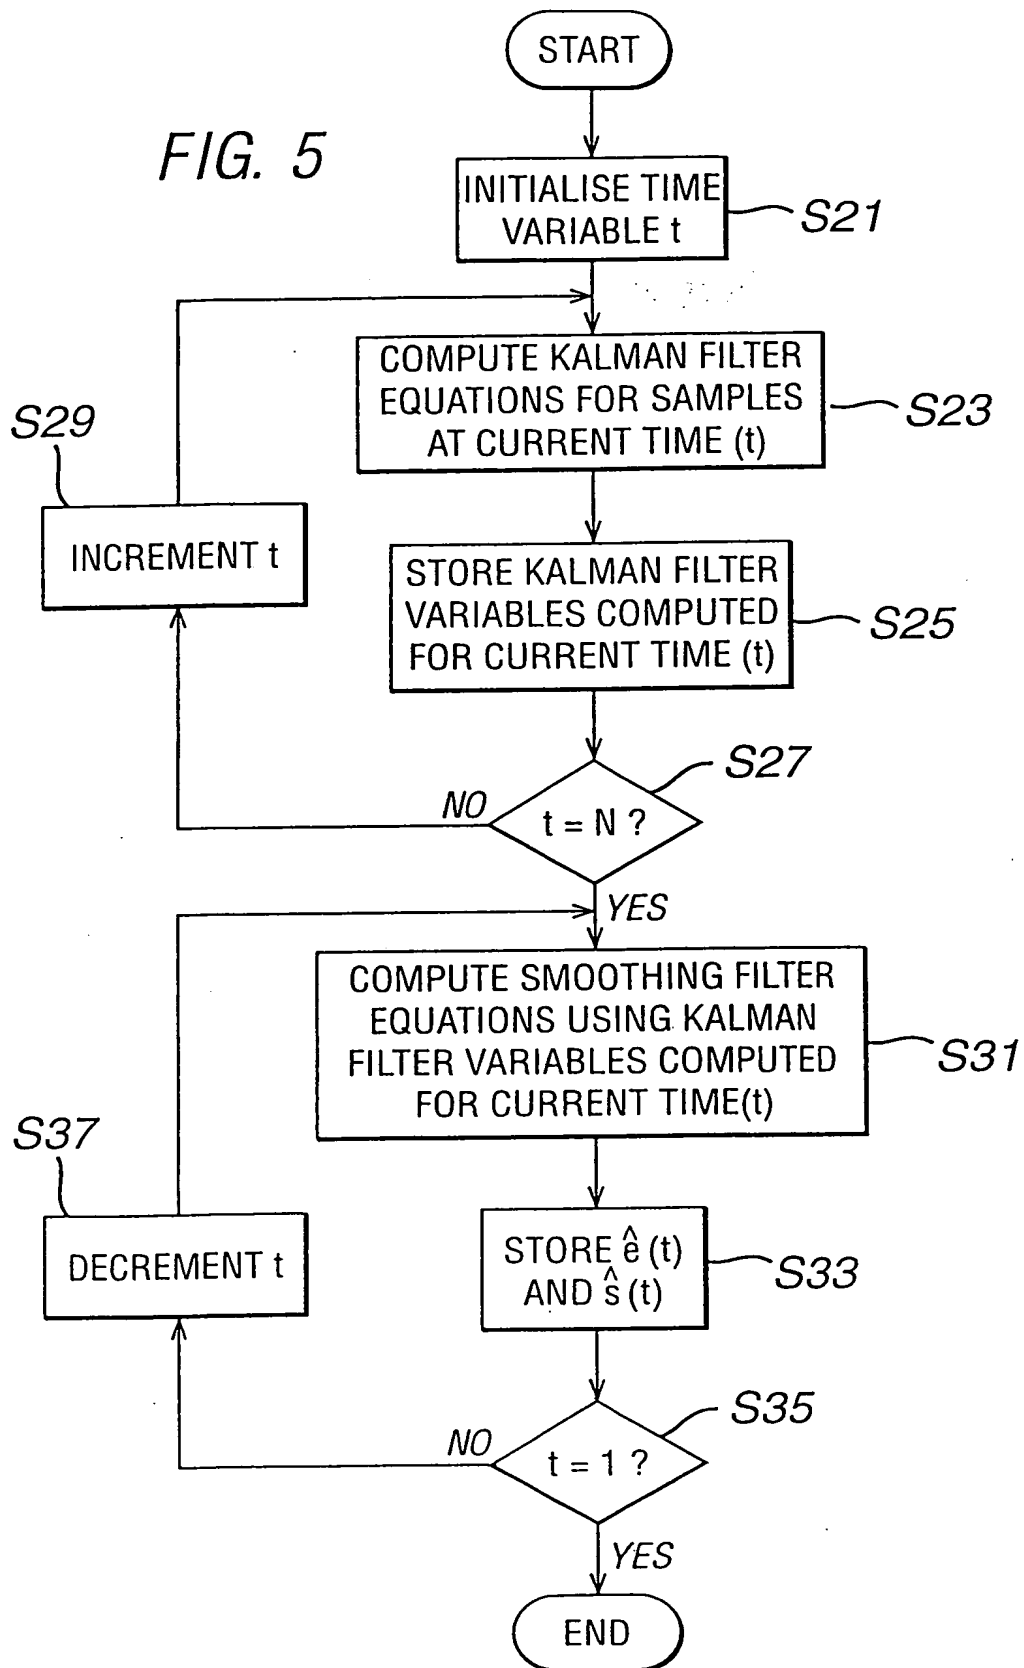 START
FIG. 5
INITIALISE TIME
VARIABLE t
S21
COMPUTE KALMAN FILTER
EQUATIONS FOR SAMPLES
AT CURRENT TIME (t)
S23
S29
INCREMENT t
STORE KALMAN FILTER
VARIABLES COMPUTED
FOR CURRENT TIME (t)
S25
S27
NO
t = N ?
YES
COMPUTE SMOOTHING FILTER
EQUATIONS USING KALMAN
FILTER VARIABLES COMPUTED
FOR CURRENT TIME(t)
S31
S37
DECREMENT t
STORE ê (t)
AND ŝ (t)
S33
S35
NO
t = 1 ?
YES
END